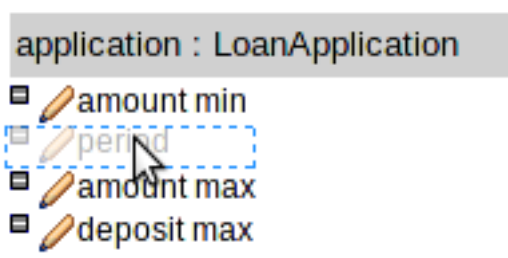 application : LoanApplication
amount min
period
amount max
deposit max